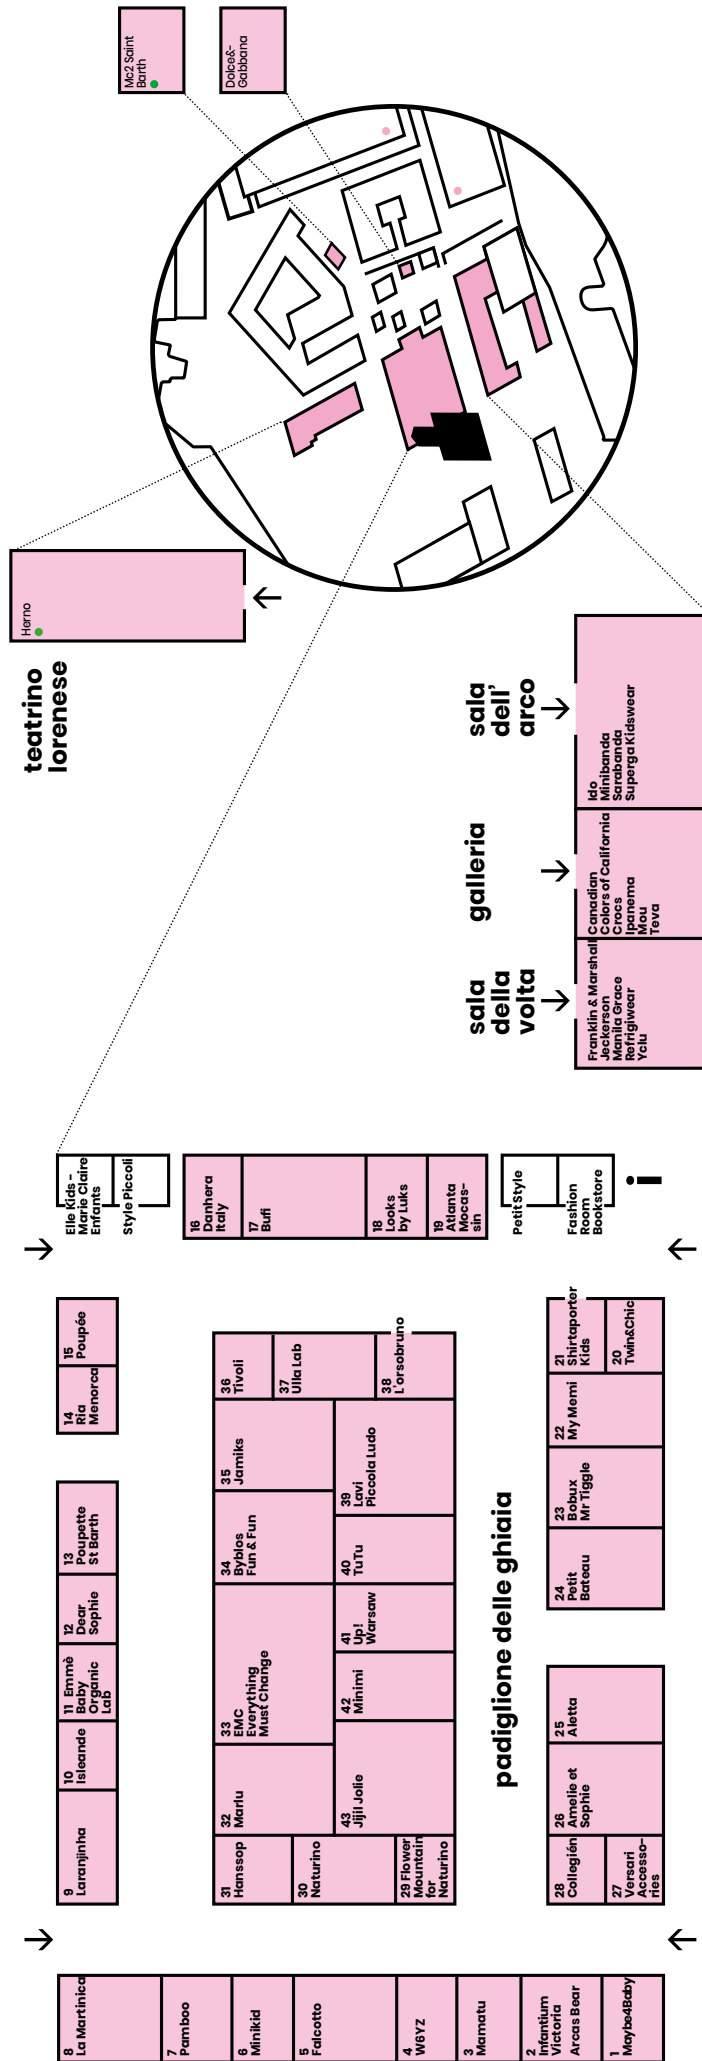 Mc2 Saint
Barth
Dolce&-
Gabbana
Herno
teatrino
lorenese
sala
dell'
arco
Ido
Minibanda
Sarabanda
Superga Kidswear
galleria
Canadian
Colors of California
Crocs
Ipanema
Mou
Teva
sala
della
volta
Franklin & Marshall
Jeckerson
Manila Grace
Refrigiwear
Yclu
Elle Kids -
Marie Claire
Enfants
Style Piccoli
16
Danhera
Italy
17
Bufi
18
Looks
by Luks
19
Atlanta
Mocas-
sin
Petit Style
Fashion
Room
Bookstore
i
15
Poupée
14
Ria
Menorca
13
Poupette
St Barth
12
Dear
Sophie
11 Emmè
Baby
Organic
Lab
10
Isleande
9
Laranjinha
36
Tivoli
37
Ulla Lab
38
L'orsobruno
35
Jamiks
39
Lavi
Piccola Ludo
34
Byblos
Fun & Fun
40
TuTu
41
Up!
Warsaw
33
EMC
Everything
Must Change
42
Minimi
32
Marlu
43
Jijil Jolie
31
Hanssop
30
Naturino
29 Flower
Mountain
for
Naturino
padiglione delle ghiaia
21
Shirtaporter
Kids
20
Twin&Chic
22
My Memi
23
Bobux
Mr Tiggle
24
Petit
Bateau
25
Aletta
26
Amelie et
Sophie
28
Collegién
27
Versari
Accesso-
ries
8
La Martinica
7
Pamboo
6
Minikid
5
Falcotto
4
W6YZ
3
Mamatu
2
Infantium
Victoria
Arcas Bear
1
Maybe4Baby